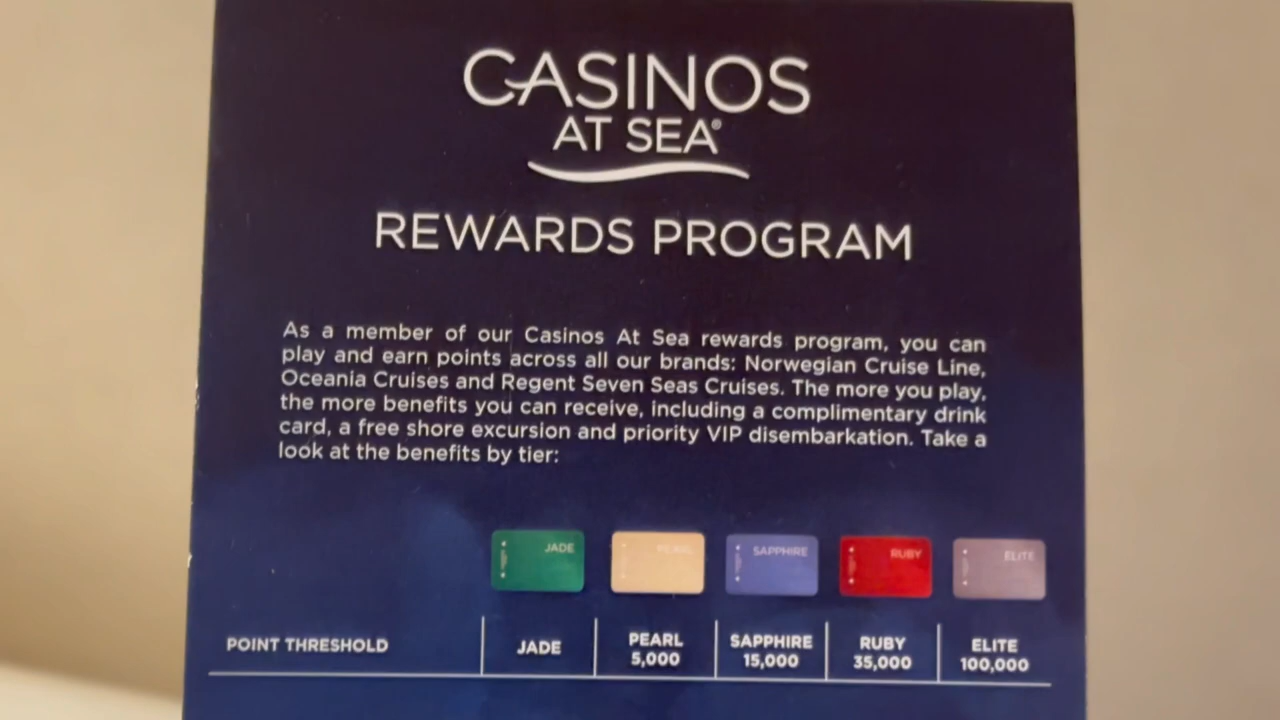 CASINOS
AT SEA®
REWARDS PROGRAM
As a member of our Casinos At Sea rewards program, you can
play and earn points across all our brands: Norwegian Cruise Line,
Oceania Cruises and Regent Seven Seas Cruises. The more you play,
the more benefits you can receive, including a complimentary drink
card, a free shore excursion and priority VIP disembarkation. Take a
look at the benefits by tier:
JADE PEARL SAPPHIRE RUBY ELITE
POINT THRESHOLD JADE PEARL SAPPHIRE RUBY ELITE
5,000 15,000 35,000 100,000